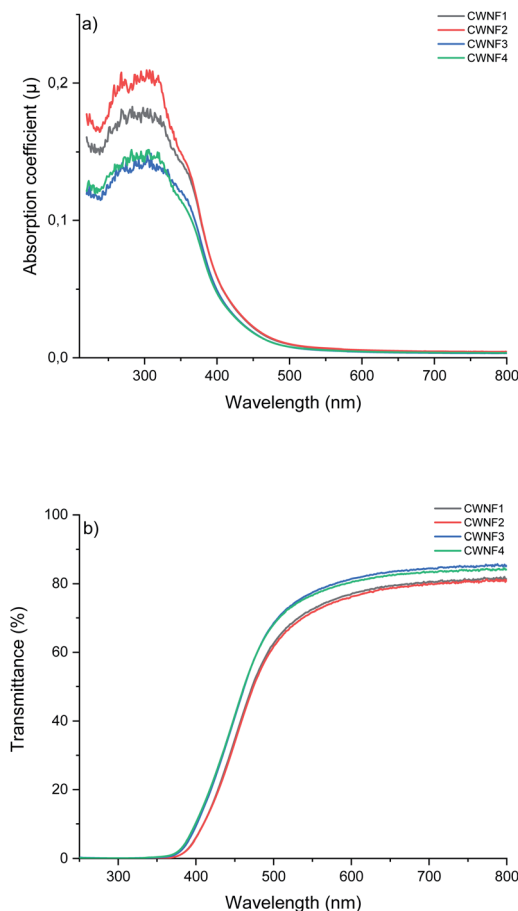 a)
CWNF1
CWNF2
CWNF3
CWNF4
Absorption coefficient (μ)
0,2
0,1
0,0
300 400 500 600 700 800
Wavelength (nm)
b)
CWNF1
CWNF2
CWNF3
CWNF4
Transmittance (%)
100
80
60
40
20
0
300 400 500 600 700 800
Wavelength (nm)